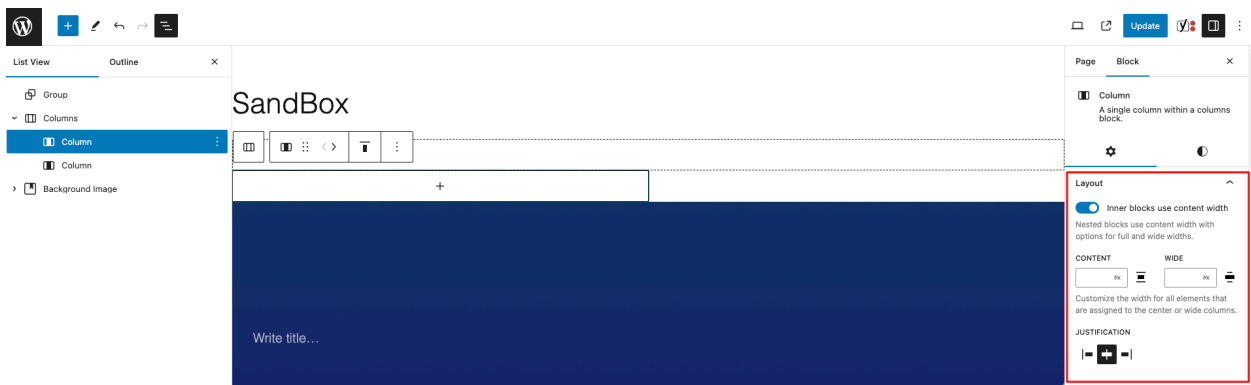 Update
List View
Outline
Page
Block
Group
Columns
Column
Column
Background Image
SandBox
Write title...
Column
A single column within a columns
block.
Layout
Inner blocks use content width
Nested blocks use content width with
options for full and wide widths.
CONTENT
WIDE
PX
PX
Customize the width for all elements that
are assigned to the center or wide columns.
JUSTIFICATION